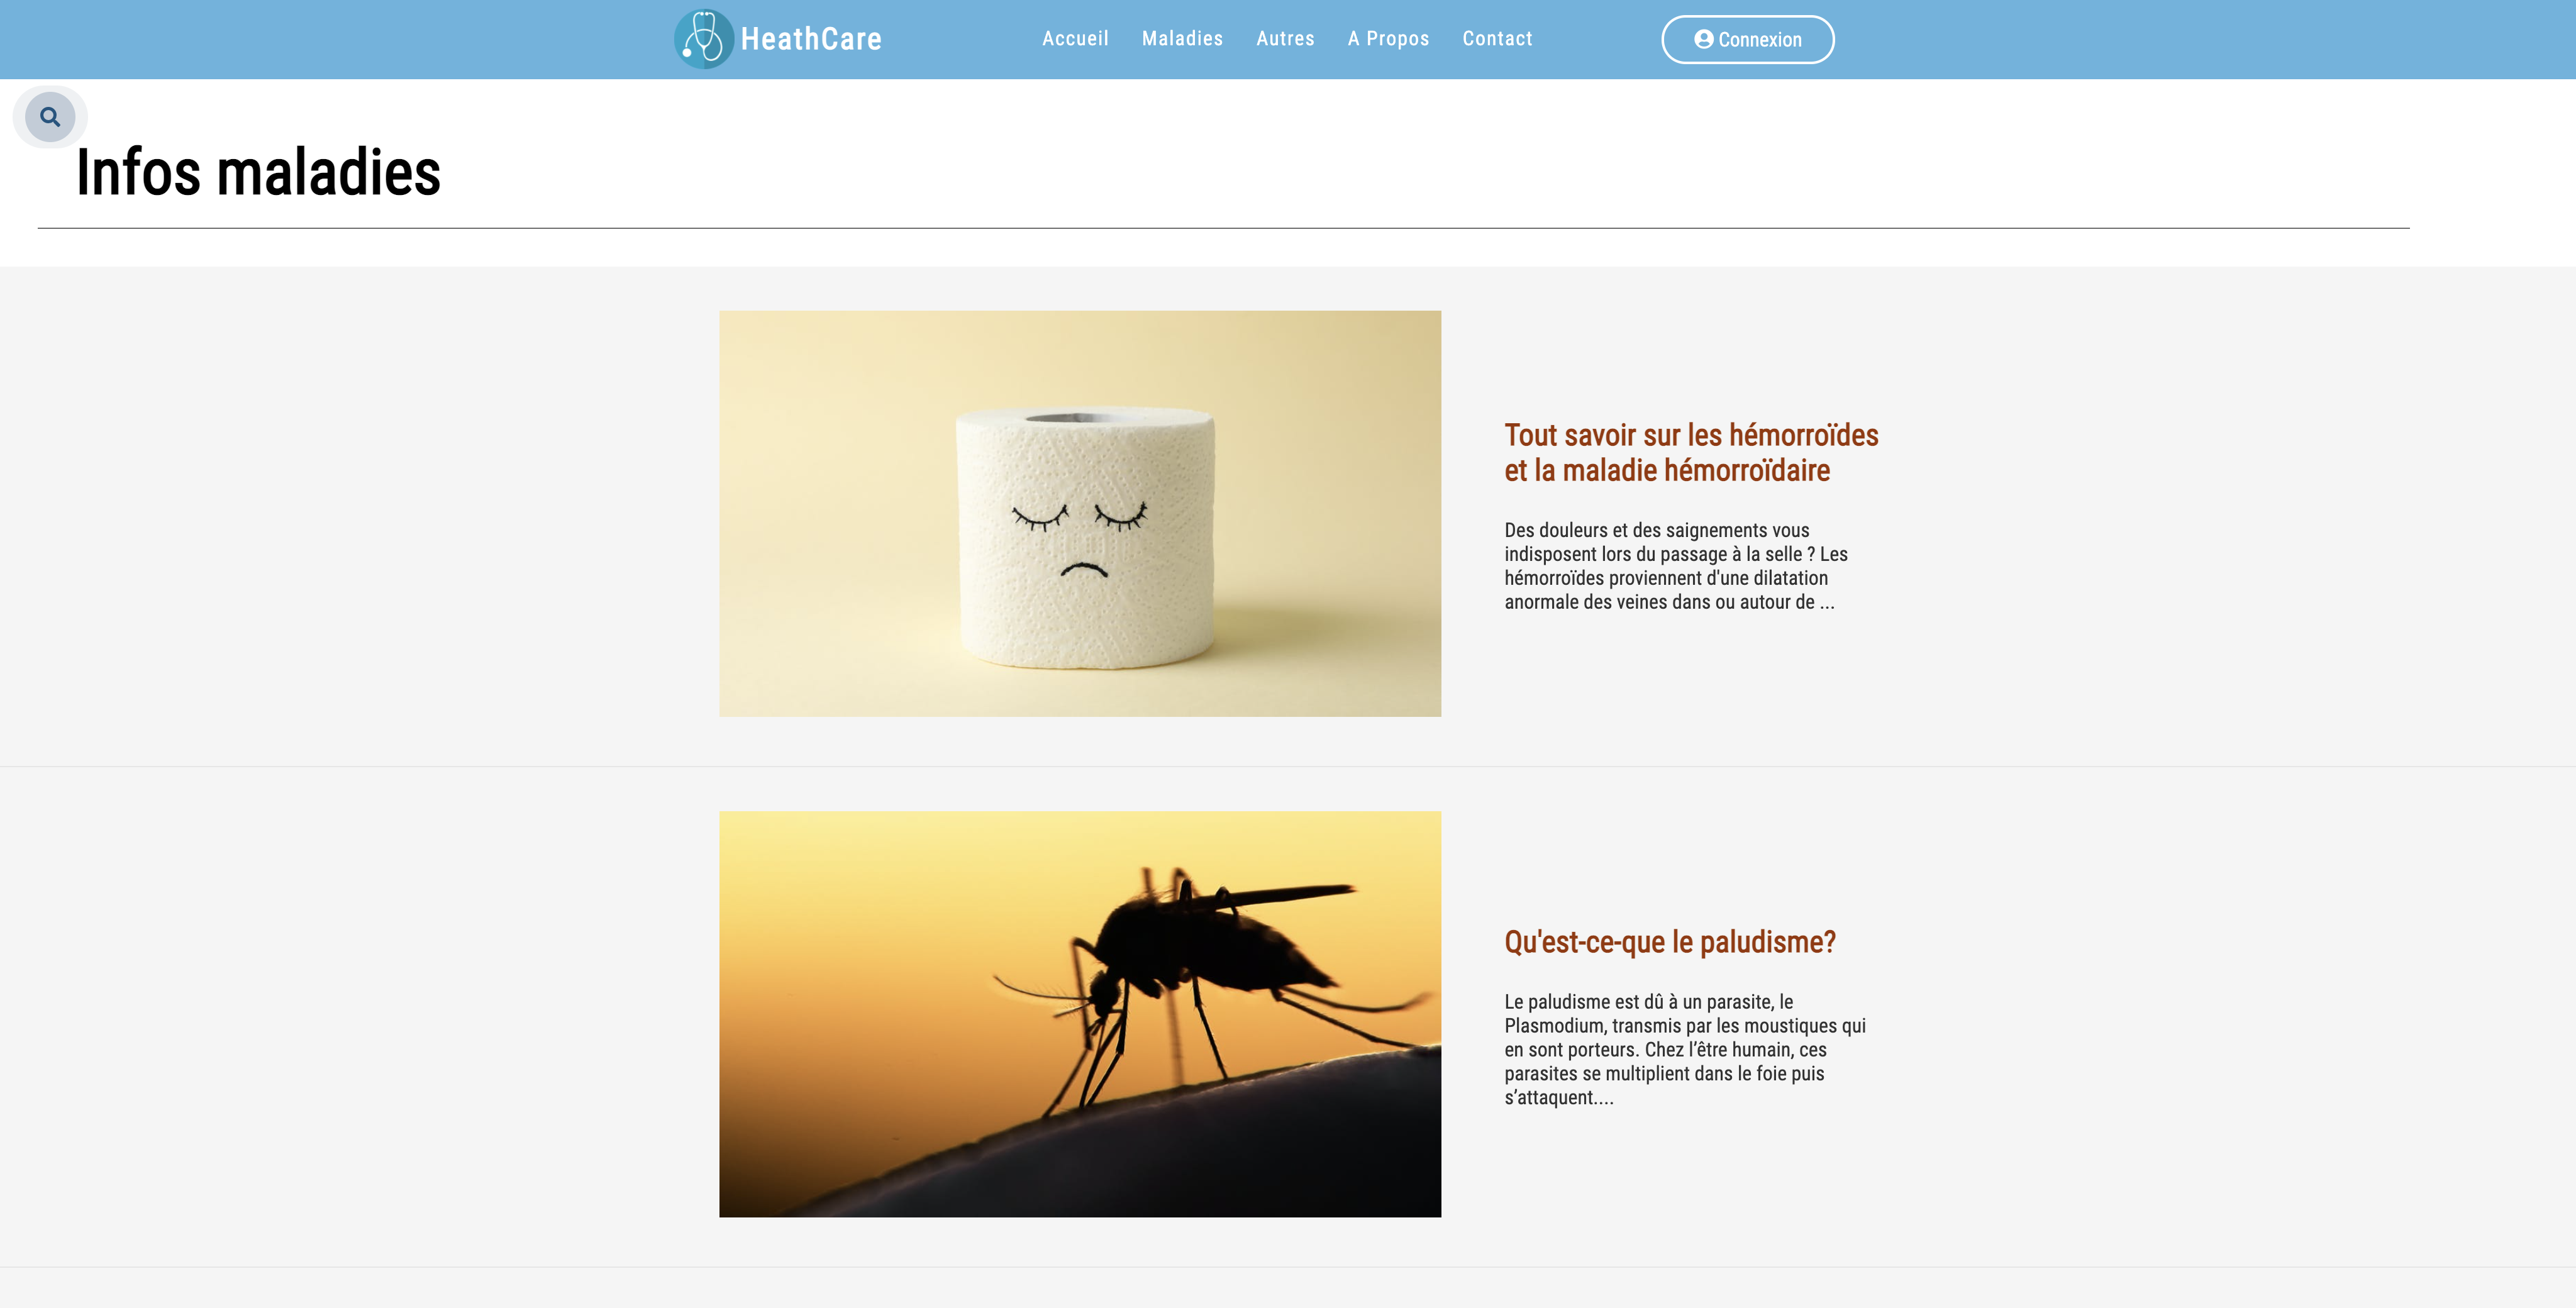 HeathCare
Accueil Maladies Autres A Propos Contact
Connexion
Infos maladies
Tout savoir sur les hémorroïdes
et la maladie hémorroïdaire
Des douleurs et des saignements vous
indisposent lors du passage à la selle ? Les
hémorroïdes proviennent d'une dilatation
anormale des veines dans ou autour de ...
Qu'est-ce-que le paludisme?
Le paludisme est dû à un parasite, le
Plasmodium, transmis par les moustiques qui
en sont porteurs. Chez l’être humain, ces
parasites se multiplient dans le foie puis
s’attaquent....